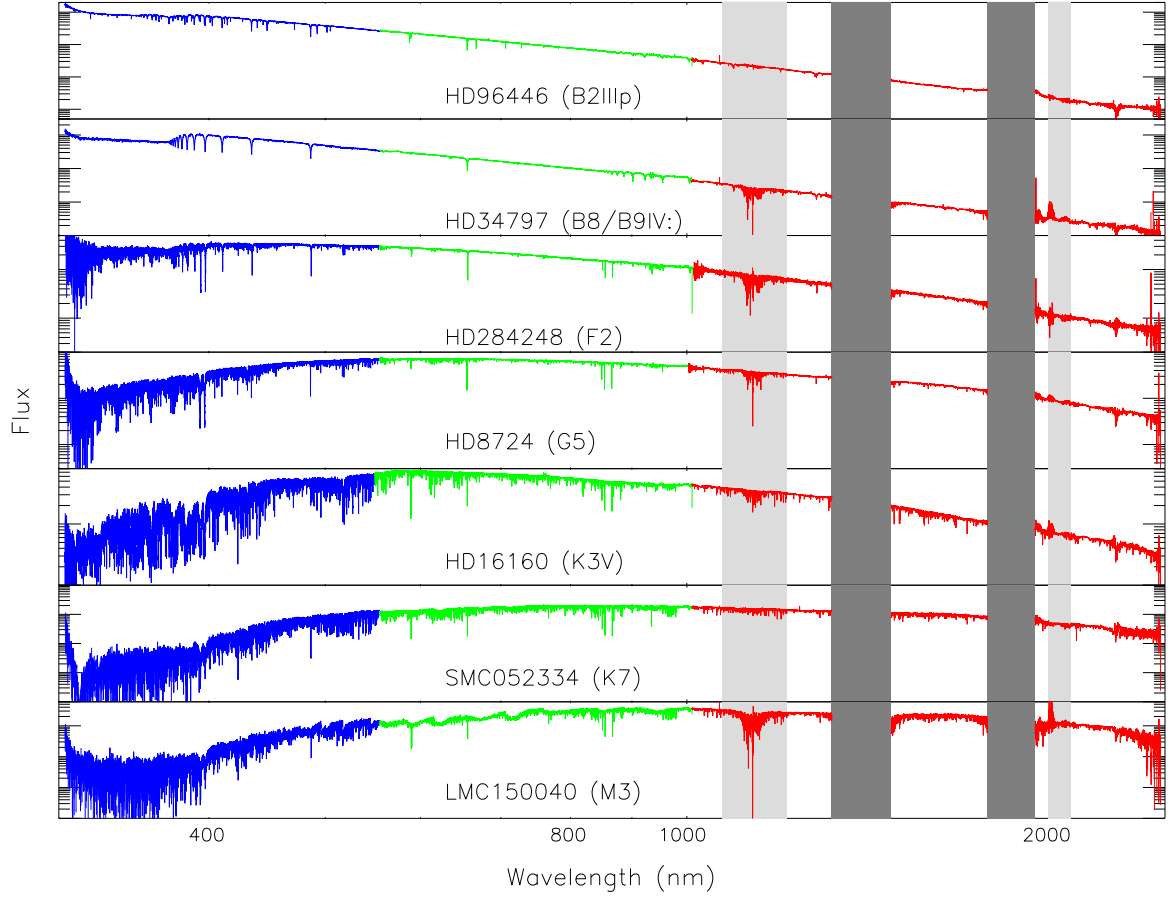 HD96446 (B2IIIp)
HD34797 (B8/B9IV:)
HD284248 (F2)
HD8724 (G5)
HD16160 (K3V)
SMC052334 (K7)
LMC150040 (M3)
Flux
400 800 1000 2000
Wavelength (nm)